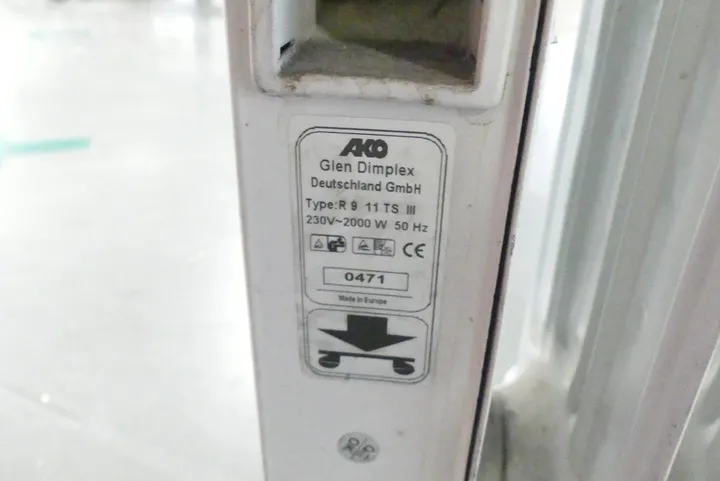 AKO
Glen Dimplex
Deutschland GmbH
Type:R 9 11 TS III
230V~2000 W 50 Hz
CE
0471
Made in Europe